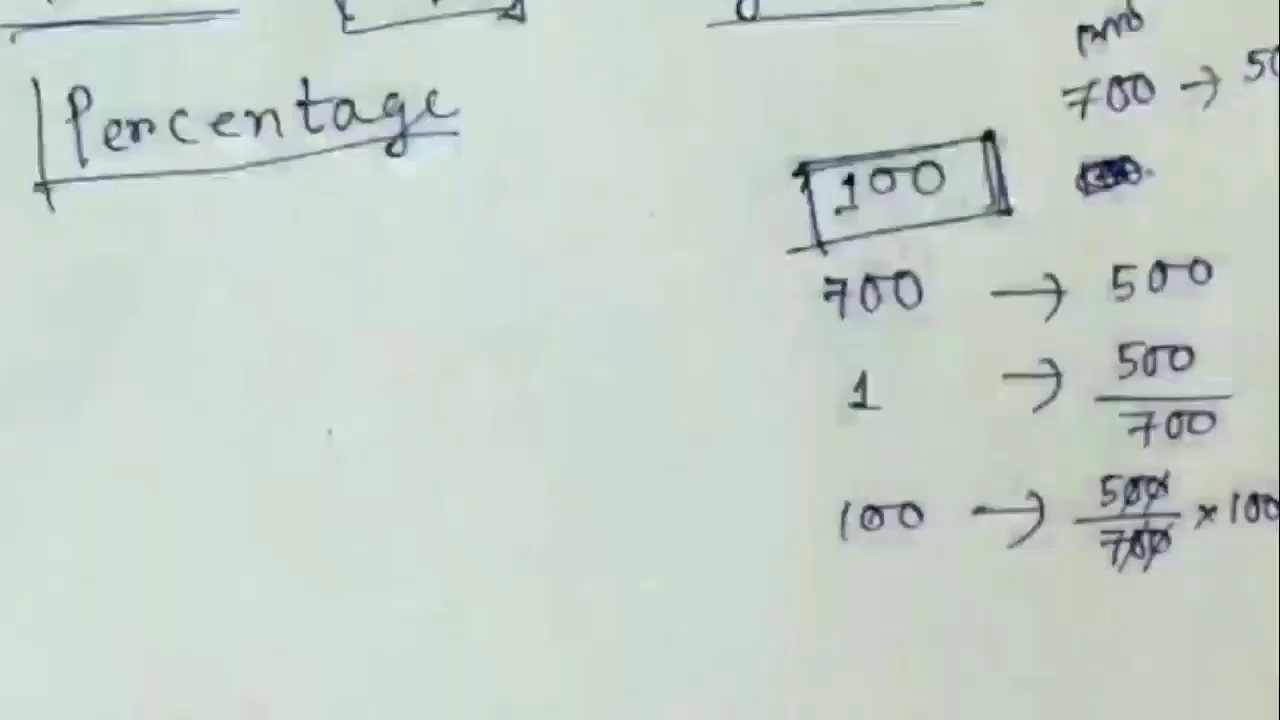 Percentage
700 → 50
100
700 → 500
1 → 500/700
100 → 500/700 × 100